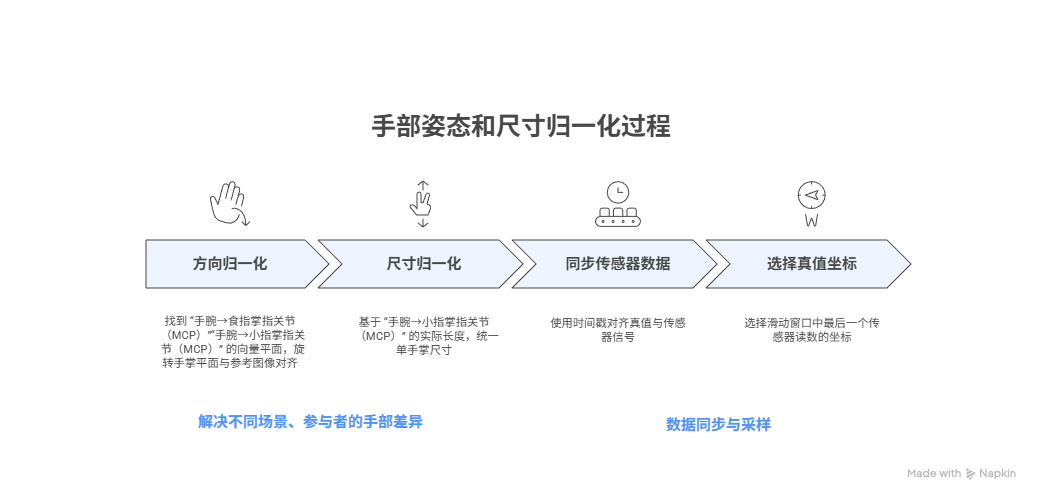 手部姿态和尺寸归一化过程
方向归一化
尺寸归一化
同步传感器数据
选择真值坐标
找到 “手腕→食指掌指关节
（MCP）”“手腕→小指掌指关
节（MCP）” 的向量平面，旋
转手掌平面与参考图像对齐
基于 “手腕→小指掌指关节
（MCP）” 的实际长度，统一
单手掌尺寸
使用时间戳对齐真值与传感
器信号
选择滑动窗口中最后一个传
感器读数的坐标
解决不同场景、参与者的手部差异
数据同步与采样
Made with Napkin